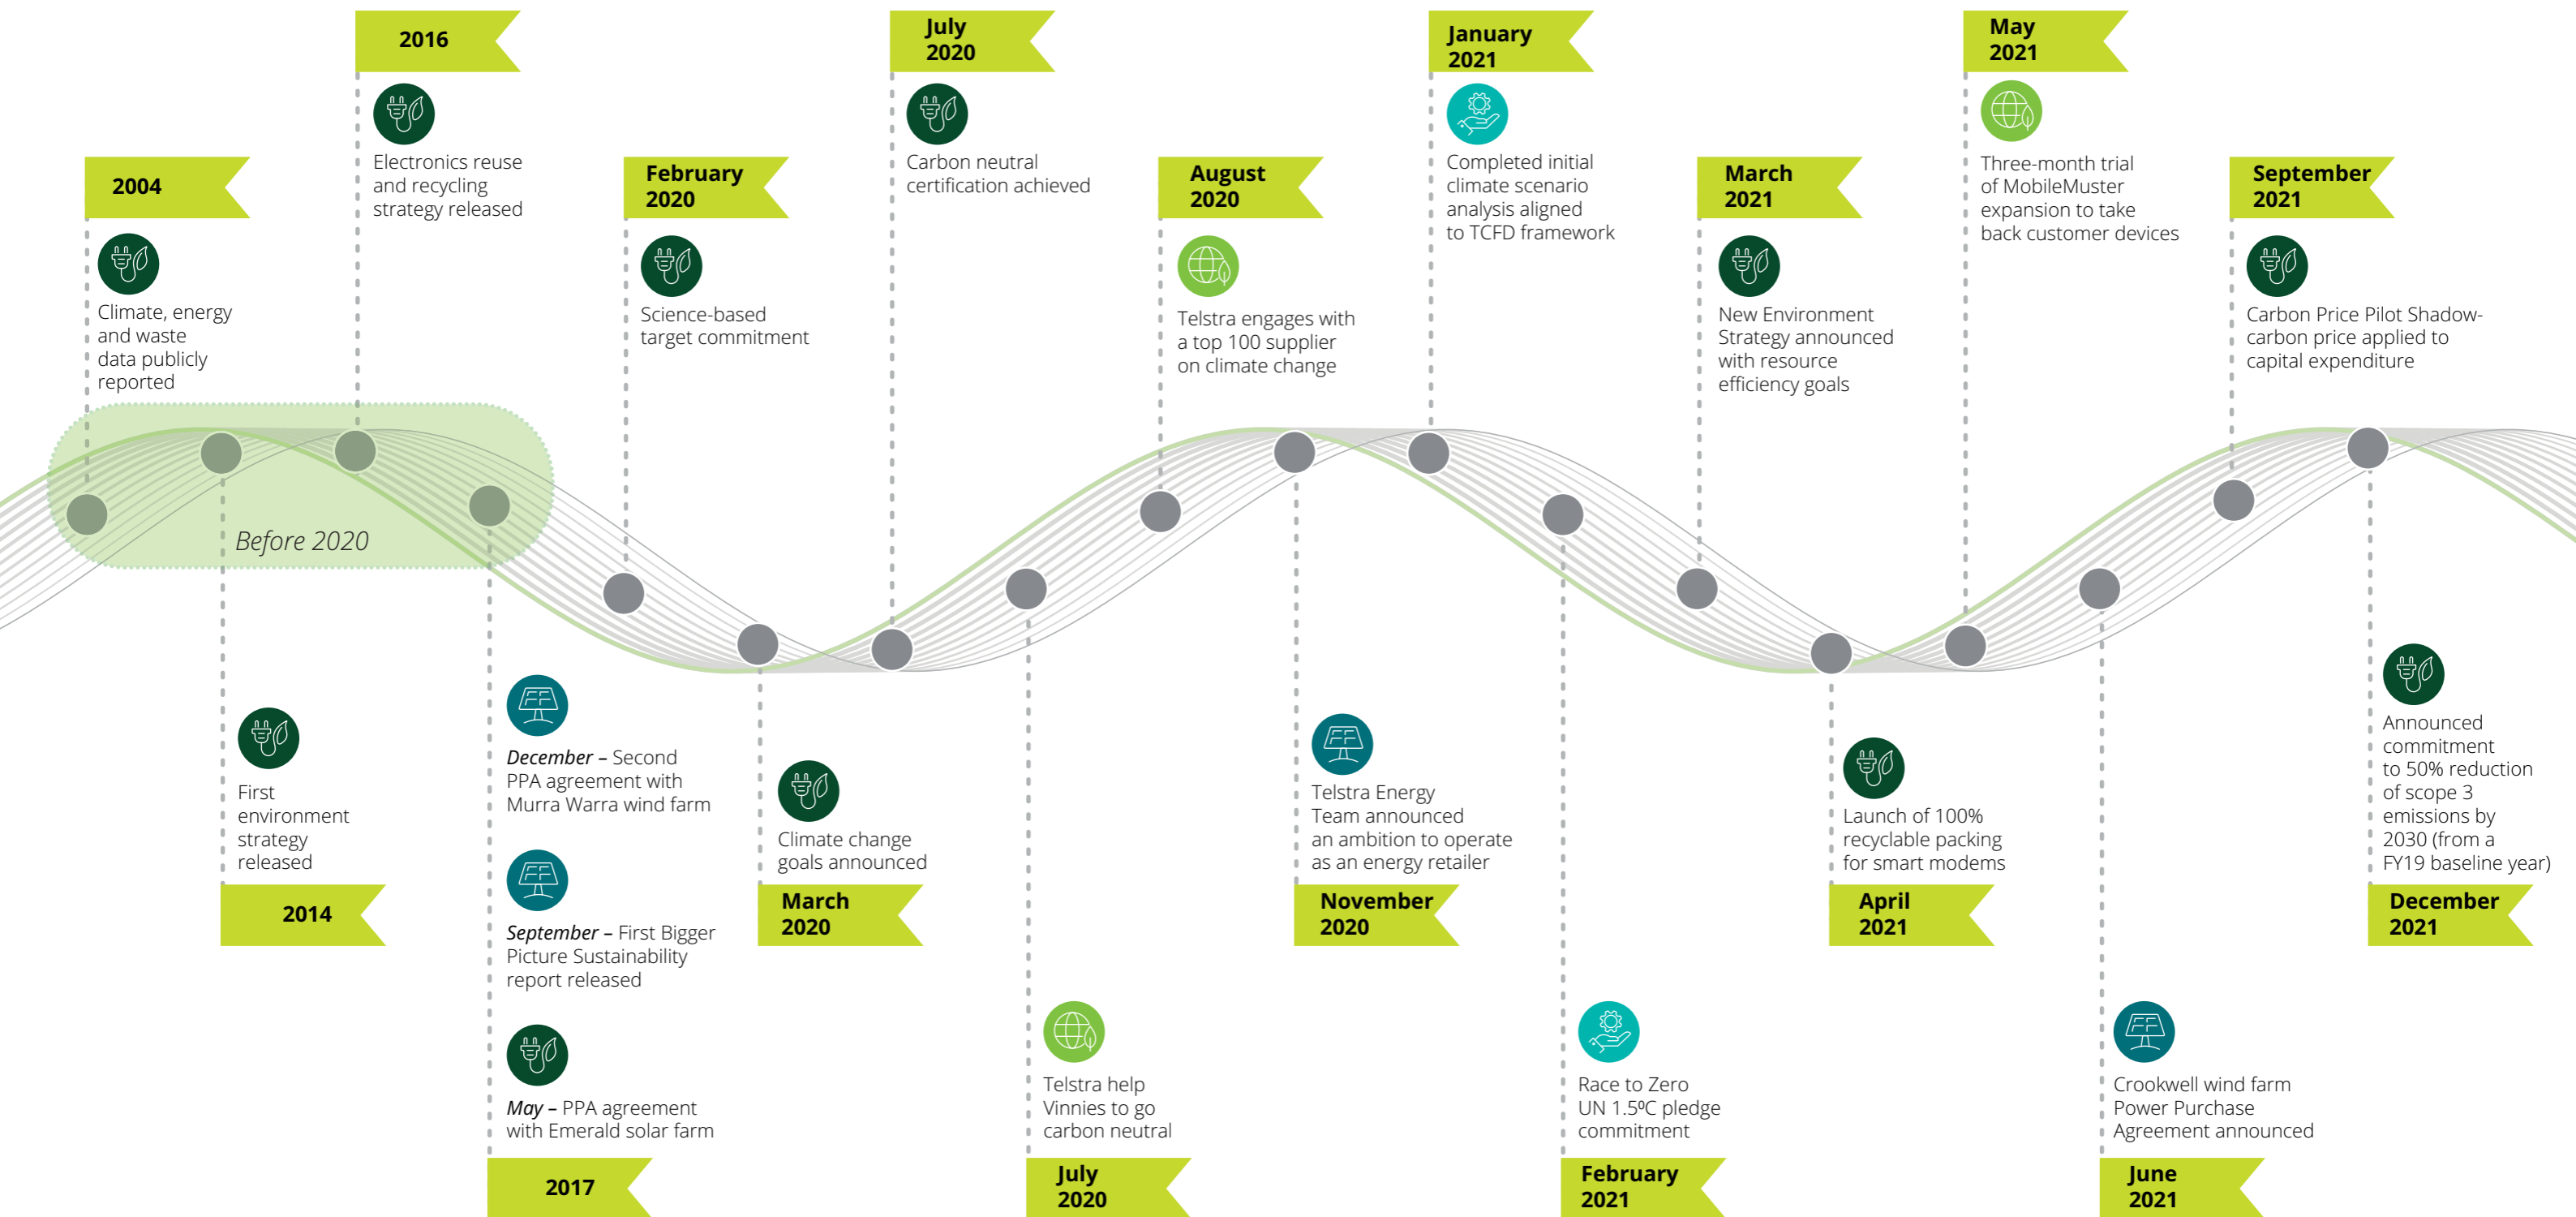 2004
Climate, energy
and waste
data publicly
reported
First
environment
strategy
released
2014
2016
Electronics reuse
and recycling
strategy released
Before 2020
December – Second
PPA agreement with
Murra Warra wind farm
September – First Bigger
Picture Sustainability
report released
May – PPA agreement
with Emerald solar farm
2017
February
2020
Science-based
target commitment
Climate change
goals announced
March
2020
July
2020
Carbon neutral
certification achieved
Telstra help
Vinnies to go
carbon neutral
July
2020
August
2020
Telstra engages with
a top 100 supplier
on climate change
Telstra Energy
Team announced
an ambition to operate
as an energy retailer
November
2020
January
2021
Completed initial
climate scenario
analysis aligned
to TCFD framework
Race to Zero
UN 1.5⁰C pledge
commitment
February
2021
March
2021
New Environment
Strategy announced
with resource
efficiency goals
Launch of 100%
recyclable packing
for smart modems
April
2021
May
2021
Three-month trial
of MobileMuster
expansion to take
back customer devices
Crookwell wind farm
Power Purchase
Agreement announced
June
2021
September
2021
Carbon Price Pilot Shadow-
carbon price applied to
capital expenditure
Announced
commitment
to 50% reduction
of scope 3
emissions by
2030 (from a
FY19 baseline year)
December
2021